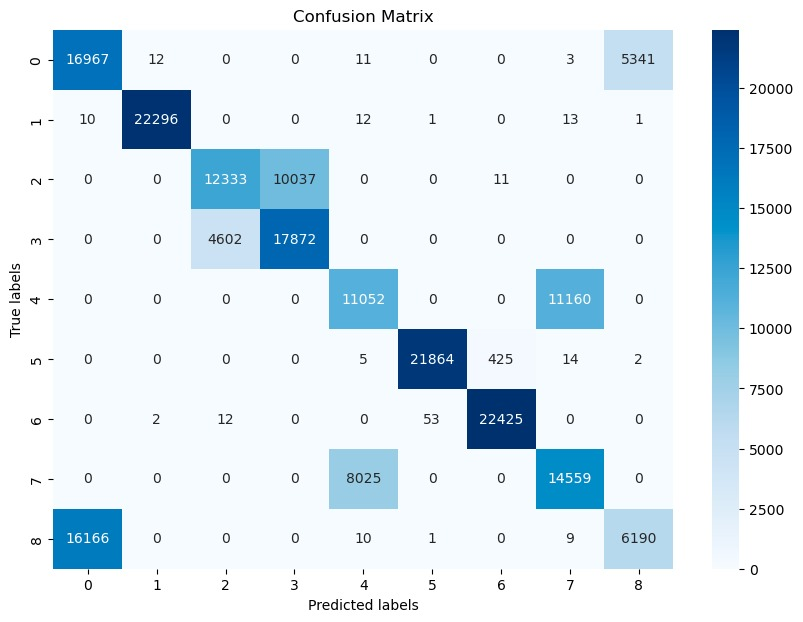 Confusion Matrix
0 16967 12 0 0 11 0 0 3 5341
1 10 22296 0 0 12 1 0 13 1
2 0 0 12333 10037 0 0 11 0 0
3 0 0 4602 17872 0 0 0 0 0
4 0 0 0 0 11052 0 0 11160 0
5 0 0 0 0 5 21864 425 14 2
6 0 2 12 0 0 53 22425 0 0
7 0 0 0 0 8025 0 0 14559 0
8 16166 0 0 0 10 1 0 9 6190
0 1 2 3 4 5 6 7 8
Predicted labels
True labels
20000
17500
15000
12500
10000
7500
5000
2500
0